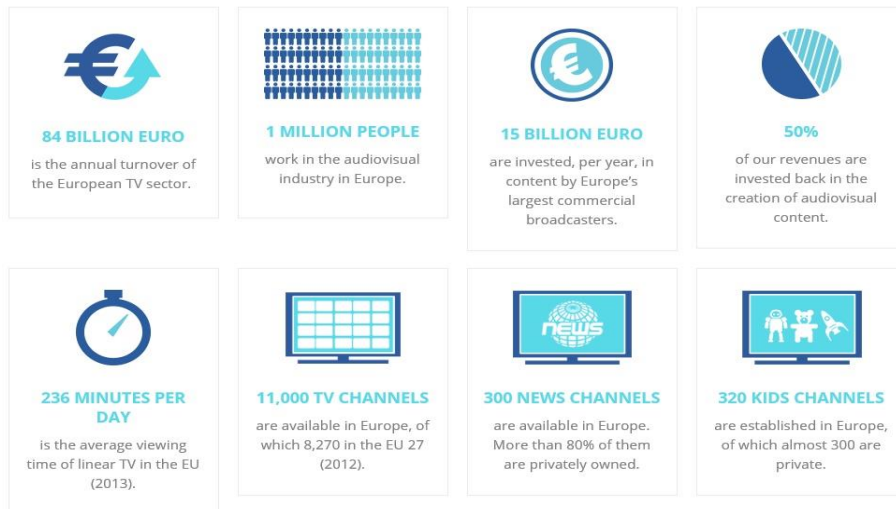 84 BILLION EURO
is the annual turnover of
the European TV sector.
1 MILLION PEOPLE
work in the audiovisual
industry in Europe.
15 BILLION EURO
are invested, per year, in
content by Europe's
largest commercial
broadcasters.
50%
of our revenues are
invested back in the
creation of audiovisual
content.
236 MINUTES PER
DAY
is the average viewing
time of linear TV in the EU
(2013).
11,000 TV CHANNELS
are available in Europe, of
which 8,270 in the EU 27
(2012).
news
300 NEWS CHANNELS
are available in Europe.
More than 80% of them
are privately owned.
320 KIDS CHANNELS
are established in Europe,
of which almost 300 are
private.